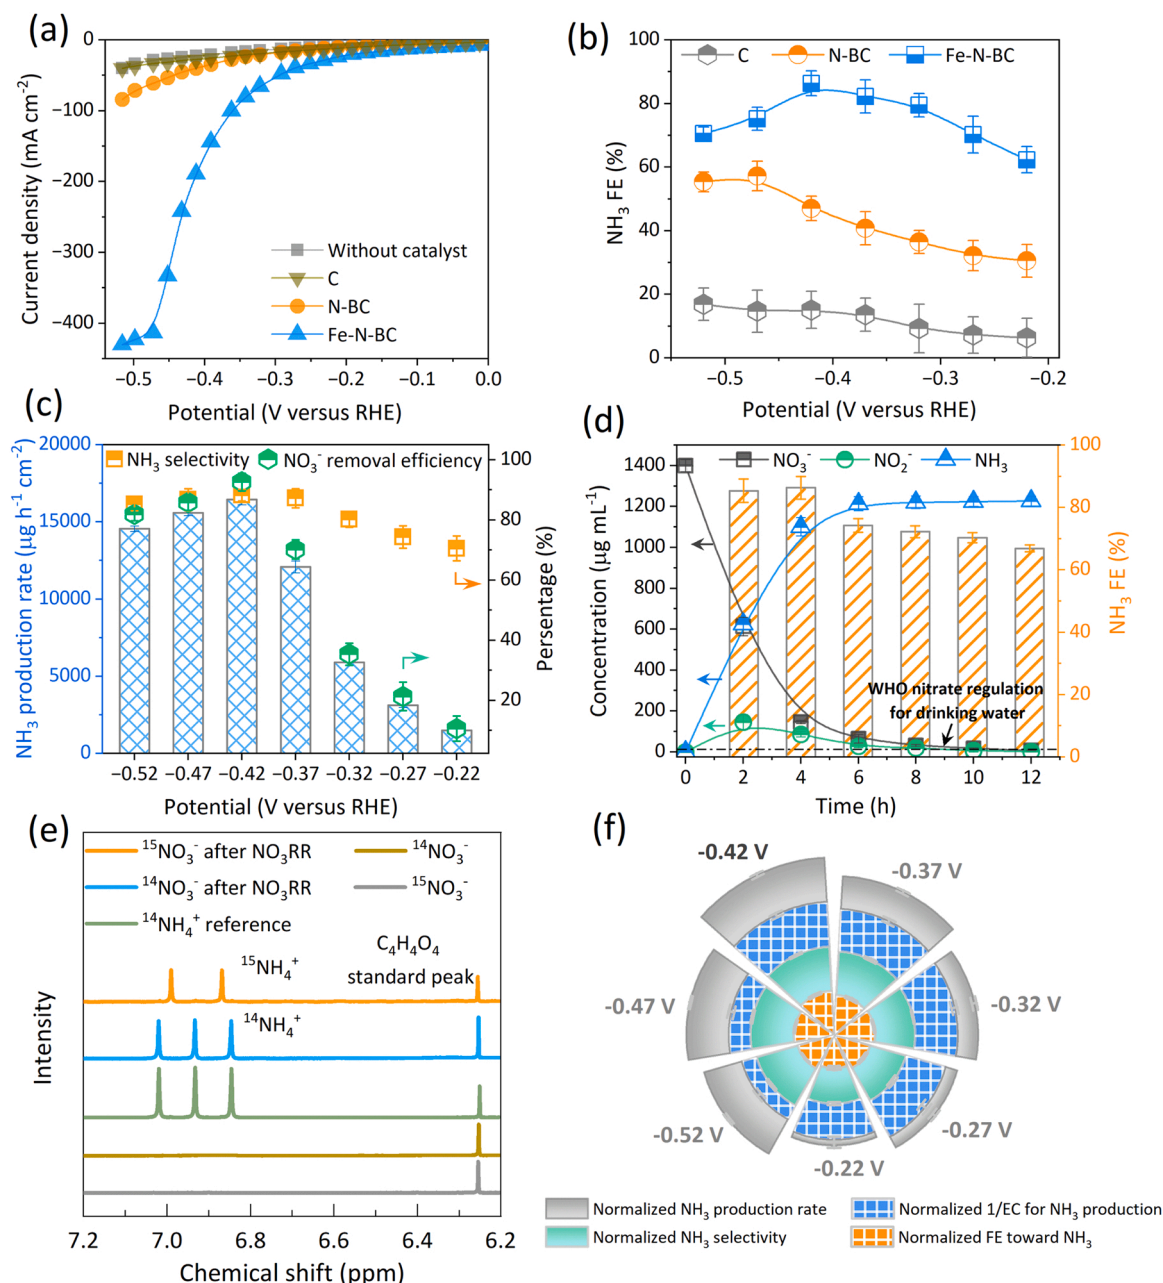 (a)
0
−100
−200
−300
−400
Current density (mA cm⁻²)
Without catalyst
C
N-BC
Fe-N-BC
−0.5 −0.4 −0.3 −0.2 −0.1 0.0
Potential (V versus RHE)
(b)
100
80
60
40
20
0
NH₃ FE (%)
C N-BC Fe-N-BC
−0.5 −0.4 −0.3 −0.2
Potential (V versus RHE)
(c)
20000
15000
10000
5000
0
NH₃ production rate (µg h⁻¹ cm⁻²)
NH₃ selectivity NO₃⁻ removal efficiency
100
80
60
40
20
Persentage (%)
−0.52 −0.47 −0.42 −0.37 −0.32 −0.27 −0.22
Potential (V versus RHE)
(d)
1400
1200
1000
800
600
400
200
0
Concentration (µg mL⁻¹)
NO₃⁻ NO₂⁻ NH₃
WHO nitrate regulation
for drinking water
100
80
60
40
20
0
NH₃ FE (%)
0 2 4 6 8 10 12
Time (h)
(e)
¹⁵NO₃⁻ after NO₃RR ¹⁴NO₃⁻
¹⁴NO₃⁻ after NO₃RR ¹⁵NO₃⁻
¹⁴NH₄⁺ reference
C₄H₄O₄
standard peak
¹⁵NH₄⁺
¹⁴NH₄⁺
Intensity
7.2 7.0 6.8 6.6 6.4 6.2
Chemical shift (ppm)
(f)
-0.42 V
-0.37 V
-0.47 V
-0.32 V
-0.52 V
-0.27 V
-0.22 V
Normalized NH₃ production rate Normalized 1/EC for NH₃ production
Normalized NH₃ selectivity Normalized FE toward NH₃